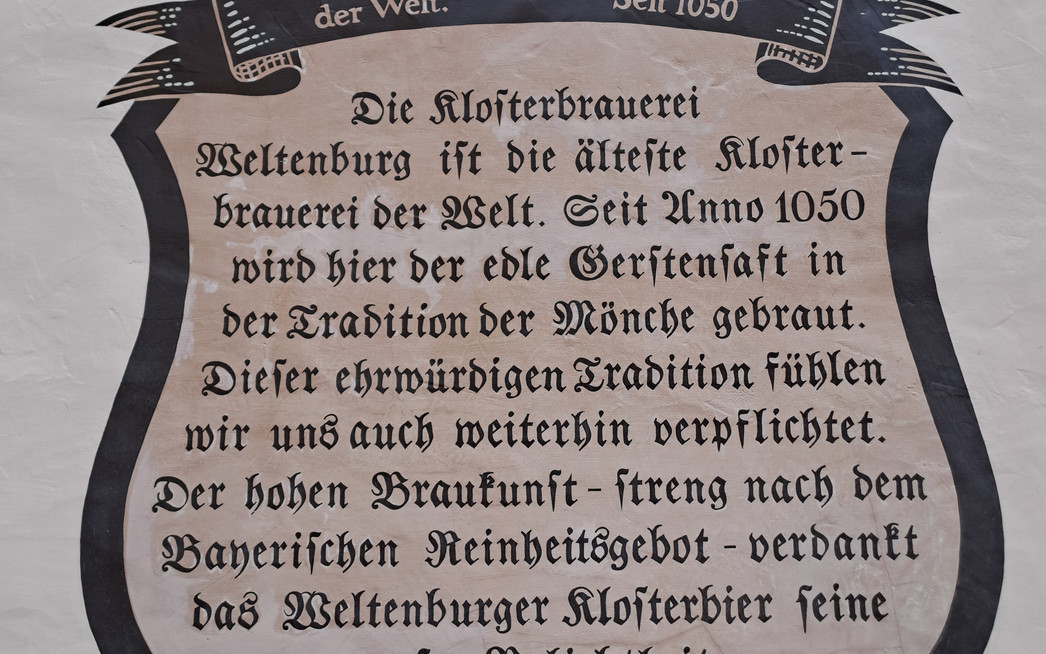 der Welt.
Seit 1050
Die Kloſterbrauerei
Weltenburg iſt die älteſte Kloſter-
brauerei der Welt. Seit Anno 1050
wird hier der edle Gerſtenſaft in
der Tradition der Mönche gebraut.
Dieſer ehrwürdigen Tradition fühlen
wir uns auch weiterhin verpflichtet.
Der hohen Braukunſt - ſtreng nach dem
Bayeriſchen Reinheitsgebot - verdankt
das Weltenburger Kloſterbier ſeine